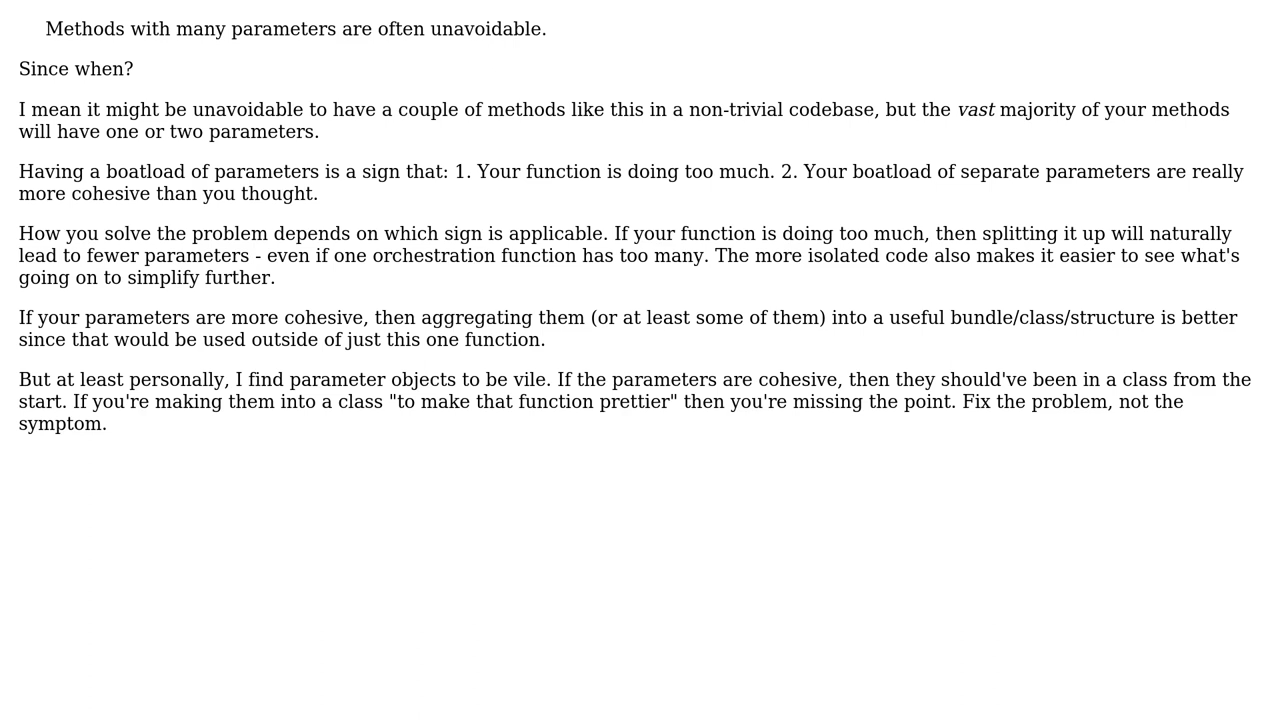 Methods with many parameters are often unavoidable.
Since when?
I mean it might be unavoidable to have a couple of methods like this in a non-trivial codebase, but the vast majority of your methods
will have one or two parameters.
Having a boatload of parameters is a sign that: 1. Your function is doing too much. 2. Your boatload of separate parameters are really
more cohesive than you thought.
How you solve the problem depends on which sign is applicable. If your function is doing too much, then splitting it up will naturally
lead to fewer parameters - even if one orchestration function has too many. The more isolated code also makes it easier to see what's
going on to simplify further.
If your parameters are more cohesive, then aggregating them (or at least some of them) into a useful bundle/class/structure is better
since that would be used outside of just this one function.
But at least personally, I find parameter objects to be vile. If the parameters are cohesive, then they should've been in a class from the
start. If you're making them into a class "to make that function prettier" then you're missing the point. Fix the problem, not the
symptom.